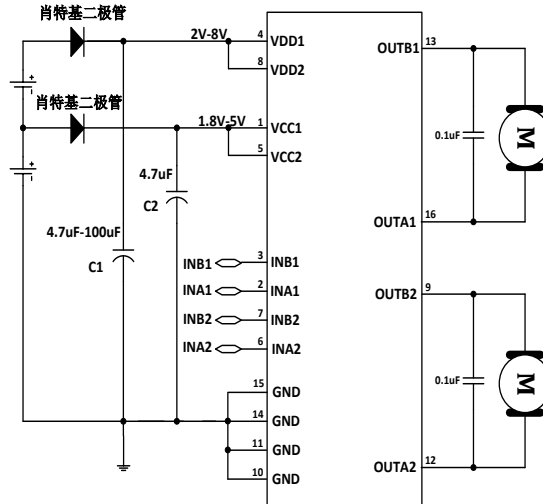 肖特基二极管
2V-8V
4
VDD1
8
VDD2
肖特基二极管
1.8V-5V
1
VCC1
5
VCC2
4.7uF
C2
4.7uF-100uF
C1
INB1
3
INB1
INA1
2
INA1
INB2
7
INB2
INA2
6
INA2
15
GND
14
GND
11
GND
10
GND
OUTB1
13
0.1uF
M
OUTA1
16
OUTB2
9
0.1uF
M
OUTA2
12